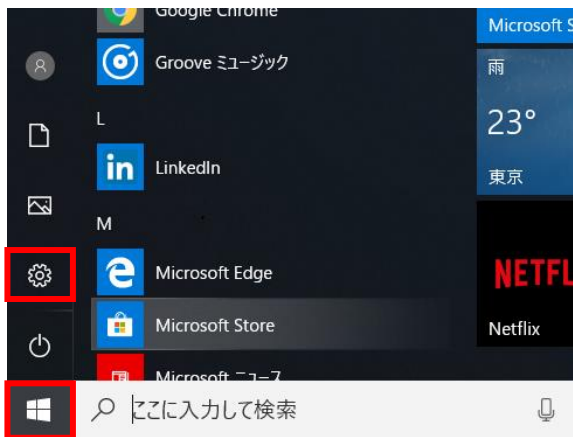 Google Chrome
Groove ミュージック
L
LinkedIn
M
Microsoft Edge
Microsoft Store
Microsoft ニュース
ここに入力して検索
Microsoft S
雨
23°
東京
NETFL
Netflix